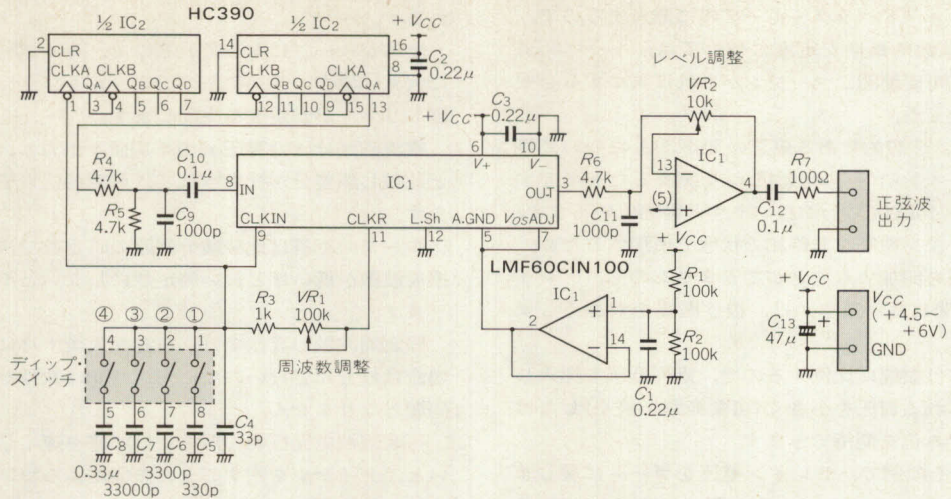 HC390
½ IC2
½ IC2
+VCC
2
CLR
CLKA
CLKB
QA
QB
QC
QD
1
3
4
5
6
7
14
CLR
CLKB
QB
QC
QD
CLKA
QA
12
11
10
9
15
13
16
8
C2
0.22μ
レベル調整
VR2
10k
C3
0.22μ
+VCC
6
10
V+
V−
R4
4.7k
C10
0.1μ
R5
4.7k
C9
1000p
8
IN
IC1
OUT
3
CLKIN
CLKR
L.Sh
A.GND
VOSADJ
9
11
12
5
7
LMF60CIN100
R6
4.7k
C11
1000p
13
IC1
(5)
+
−
4
C12
0.1μ
R7
100Ω
正弦波
出力
+VCC
R1
100k
R2
100k
IC1
2
+
−
1
14
C1
0.22μ
VCC
C13
47μ
+
VCC
(+4.5~
+6V)
GND
R3
1k
VR1
100k
周波数調整
④
③
②
①
4
3
2
1
ディップ
スイッチ
5
6
7
8
C8
C7
C6
C5
C4
33p
0.33μ
3300p
33000p
330p